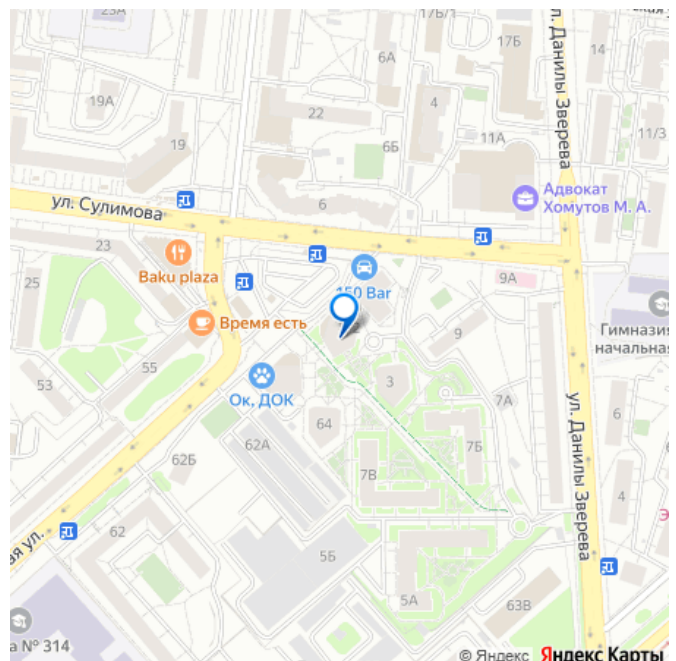 23А
17Б/1
17Б
14
6А
ул. Данилы Зверева
19А
22
4
11А
11/3
19
6Б
Адвокат
Хомутов М. А.
ул. Сулимова
6
23
Baku plaza
150 Bar
9А
25
Время есть
9
Гимназия
начальная
55
53
Ок, ДОК
3
7А
6
ул. Данилы Зверева
64
62А
7Б
62Б
7В
4
62
ая ул.
5Б
5А
63В
а № 314
© Яндекс Яндекс Карты